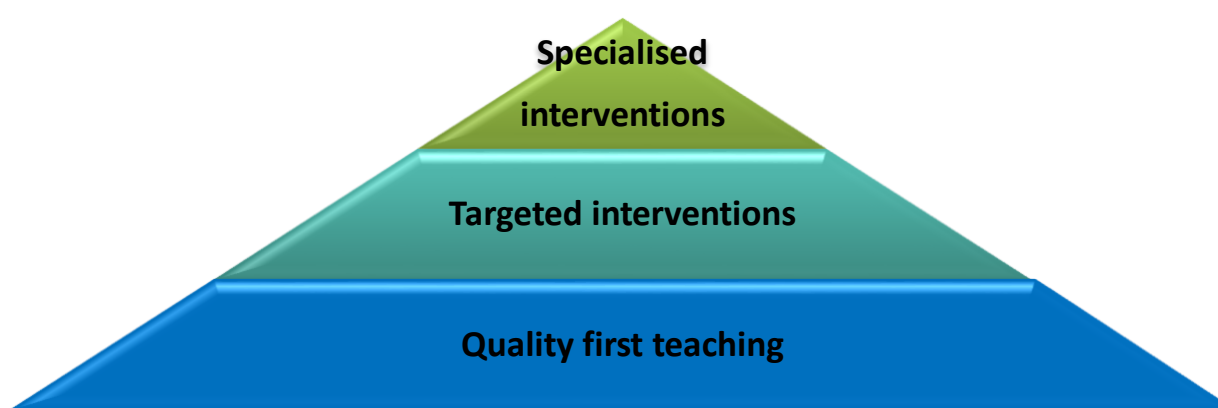 Specialised
interventions
Targeted interventions
Quality first teaching